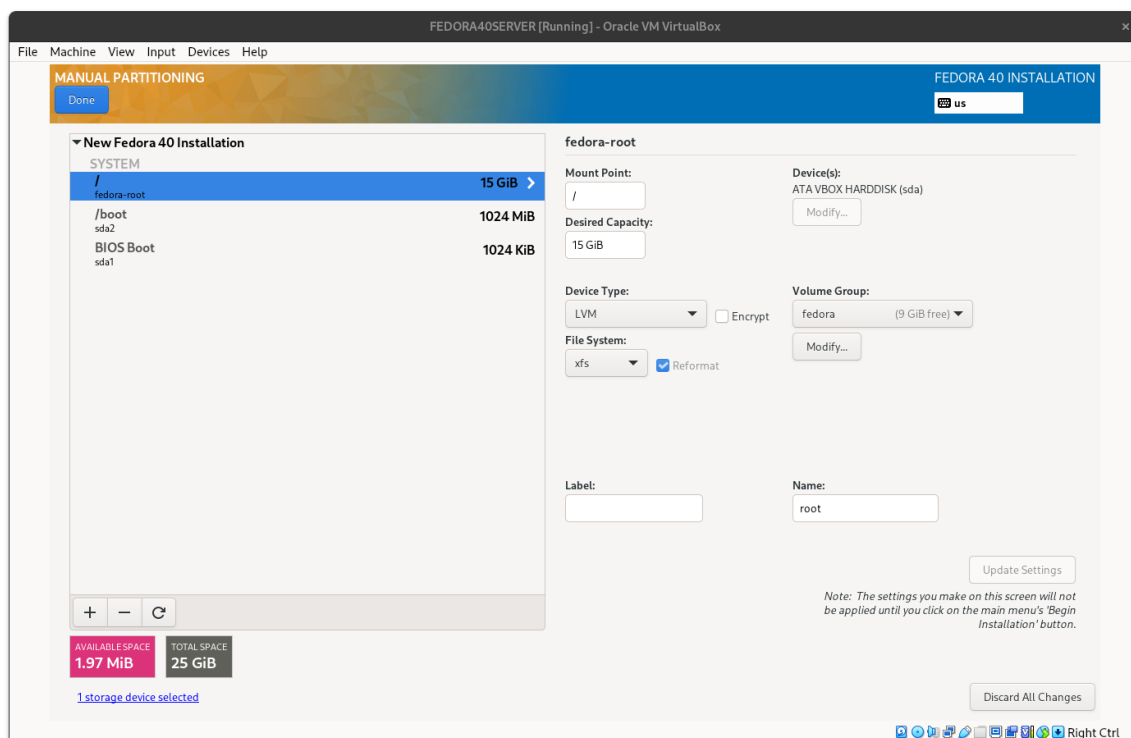 FEDORA40SERVER [Running] - Oracle VM VirtualBox
File Machine View Input Devices Help
MANUAL PARTITIONING
Done
FEDORA 40 INSTALLATION
us
New Fedora 40 Installation
SYSTEM
/
fedora-root
15 GiB
/boot
sda2
1024 MiB
BIOS Boot
sda1
1024 KiB
AVAILABLE SPACE
1.97 MiB
TOTAL SPACE
25 GiB
1 storage device selected
fedora-root
Mount Point:
/
Desired Capacity:
15 GiB
Device(s):
ATA VBOX HARDDISK (sda)
Modify...
Device Type:
LVM
Encrypt
Volume Group:
fedora (9 GiB free)
Modify...
File System:
xfs
Reformat
Label:
Name:
root
Update Settings
Note: The settings you make on this screen will not
be applied until you click on the main menu's 'Begin
Installation' button.
Discard All Changes
Right Ctrl